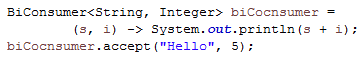 BiConsumer<String, Integer> biCocnsumer =
(s, i) -> System.out.println(s + i);
biCocnsumer.accept("Hello", 5);